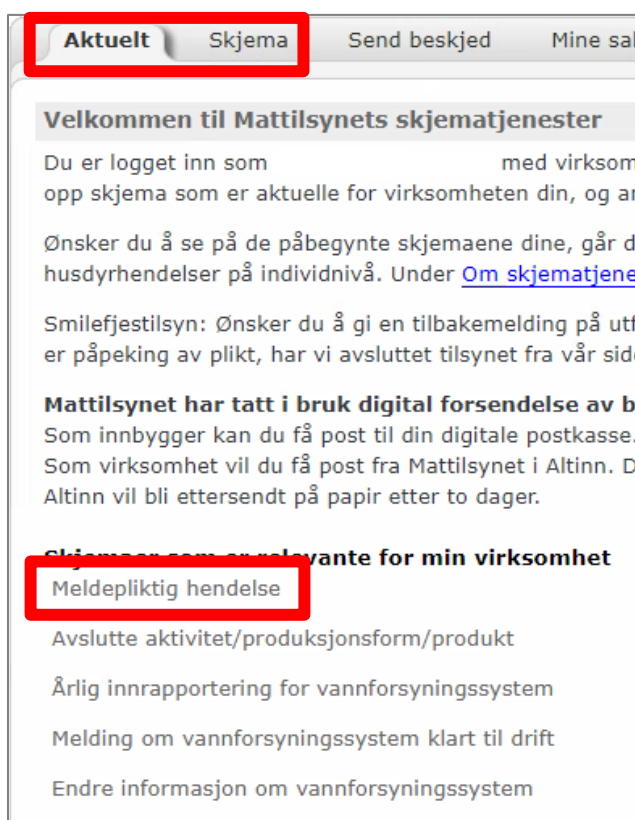 Aktuelt Skjema Send beskjed Mine
Velkommen til Mattilsynets skjematjenester
Du er logget inn som med
opp skjema som er aktuelle for virksomheten din, og
Ønsker du å se på de påbegynte skjemaene dine, går
husdyrhendelser på individnivå. Under Om
Smilefjestilsyn: Ønsker du å gi en tilbakemelding på
er påpeking av plikt, har vi avsluttet tilsynet fra vår
Mattilsynet har tatt i bruk digital forsendelse av
Som innbygger kan du få post til din digitale postkasse.
Som virksomhet vil du få post fra Mattilsynet i Altinn.
Altinn vil bli ettersendt på papir etter to dager.
Skjemaer som er relevante for min virksomhet
Meldepliktig hendelse
Avslutte aktivitet/produksjonsform/produkt
Årlig innrapportering for vannforsyningssystem
Melding om vannforsyningssystem klart til drift
Endre informasjon om vannforsyningssystem